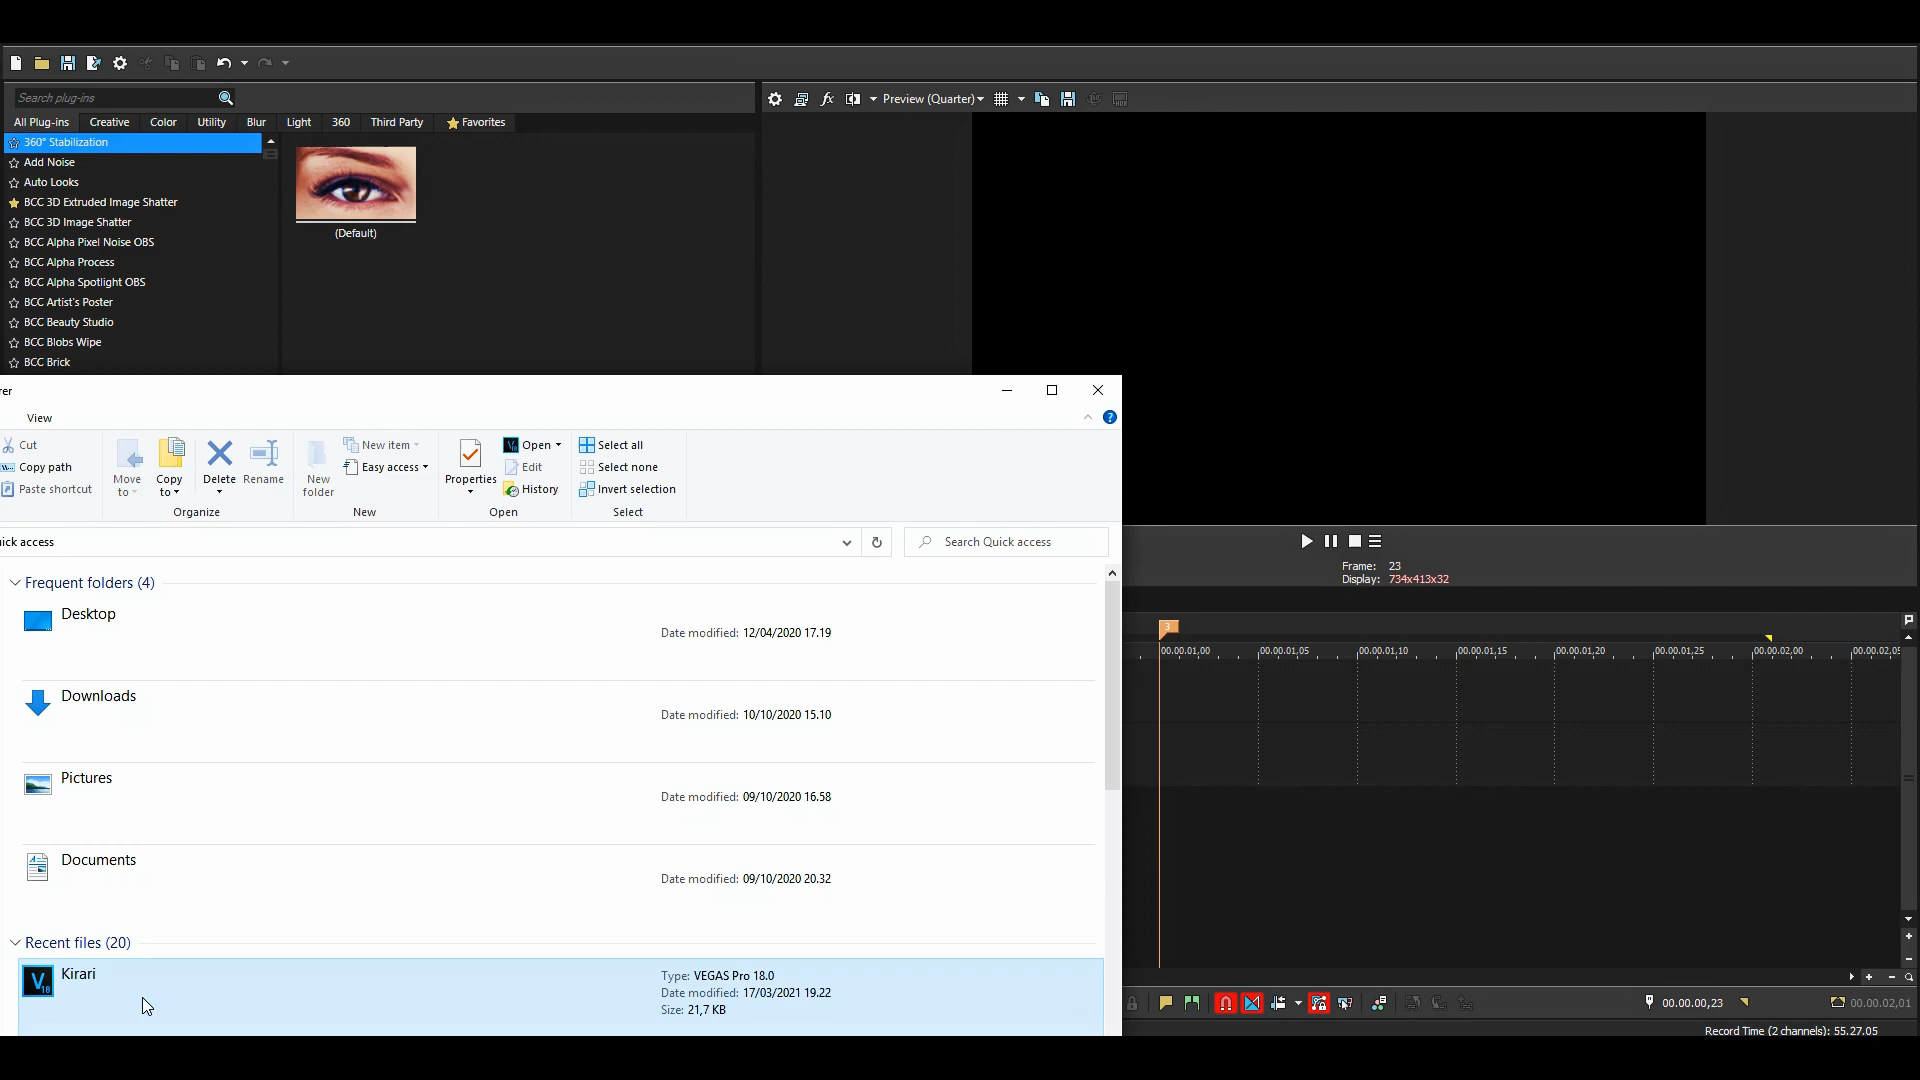 Search plug-ins
Preview (Quarter)
All Plug-ins Creative Color Utility Blur Light 360 Third Party Favorites
360° Stabilization
Add Noise
Auto Looks
BCC 3D Extruded Image Shatter
BCC 3D Image Shatter
BCC Alpha Pixel Noise OBS
BCC Alpha Process
BCC Alpha Spotlight OBS
BCC Artist's Poster
BCC Beauty Studio
BCC Blobs Wipe
BCC Brick
(Default)
rer
View
Cut
Copy path
Paste shortcut
Move to
Copy to
Delete
Rename
Organize
New folder
New item
Easy access
New
Properties
Open
Edit
History
Open
Select all
Select none
Invert selection
Select
uick access
Search Quick access
Frequent folders (4)
Desktop
Date modified: 12/04/2020 17.19
Downloads
Date modified: 10/10/2020 15.10
Pictures
Date modified: 09/10/2020 16.58
Documents
Date modified: 09/10/2020 20.32
Recent files (20)
V18
Kirari
Type: VEGAS Pro 18.0
Date modified: 17/03/2021 19.22
Size: 21,7 KB
Frame: 23
Display: 734x413x32
3
00.00.01,00 00.00.01,05 00.00.01,10 00.00.01,15 00.00.01,20 00.00.01,25 00.00.02,00 00.00.02,05
00.00.00,23
00.00.02,01
Record Time (2 channels): 55.27.05